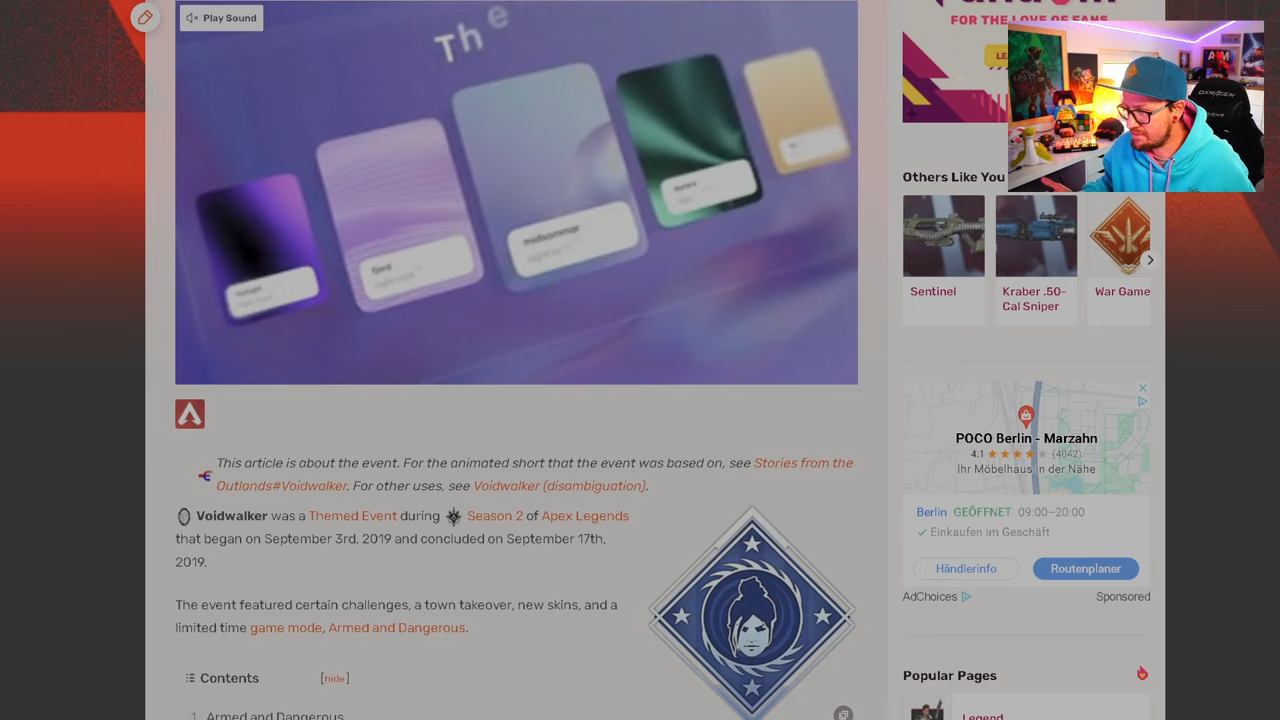 Play Sound
The
fjord
midsommar
FOR THE LOVE OF FANS
Others Like You
Sentinel
Kraber .50-
Cal Sniper
War Game
POCO Berlin - Marzahn
4.1 (4842)
Ihr Möbelhaus in der Nähe
Berlin GEÖFFNET 09:00–20:00
Einkaufen im Geschäft
Händlerinfo
Routenplaner
AdChoices
Sponsored
This article is about the event. For the animated short that the event was based on, see Stories from the
Outlands#Voidwalker. For other uses, see Voidwalker (disambiguation).
Voidwalker was a Themed Event during Season 2 of Apex Legends
that began on September 3rd, 2019 and concluded on September 17th,
2019.
The event featured certain challenges, a town takeover, new skins, and a
limited time game mode, Armed and Dangerous.
Contents [hide]
1 Armed and Dangerous
Popular Pages
Legend